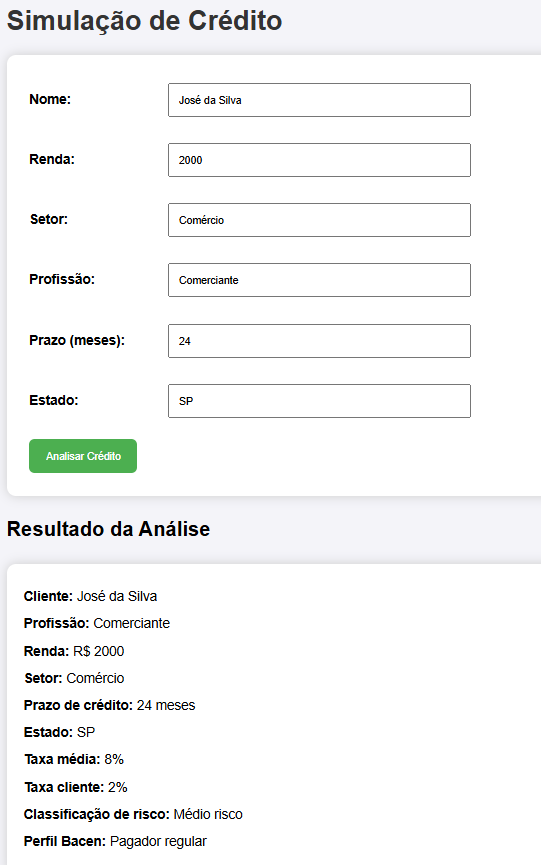 Simulação de Crédito
Nome: José da Silva
Renda: 2000
Setor: Comércio
Profissão: Comerciante
Prazo (meses): 24
Estado: SP
Analisar Crédito
Resultado da Análise
Cliente: José da Silva
Profissão: Comerciante
Renda: R$ 2000
Setor: Comércio
Prazo de crédito: 24 meses
Estado: SP
Taxa média: 8%
Taxa cliente: 2%
Classificação de risco: Médio risco
Perfil Bacen: Pagador regular